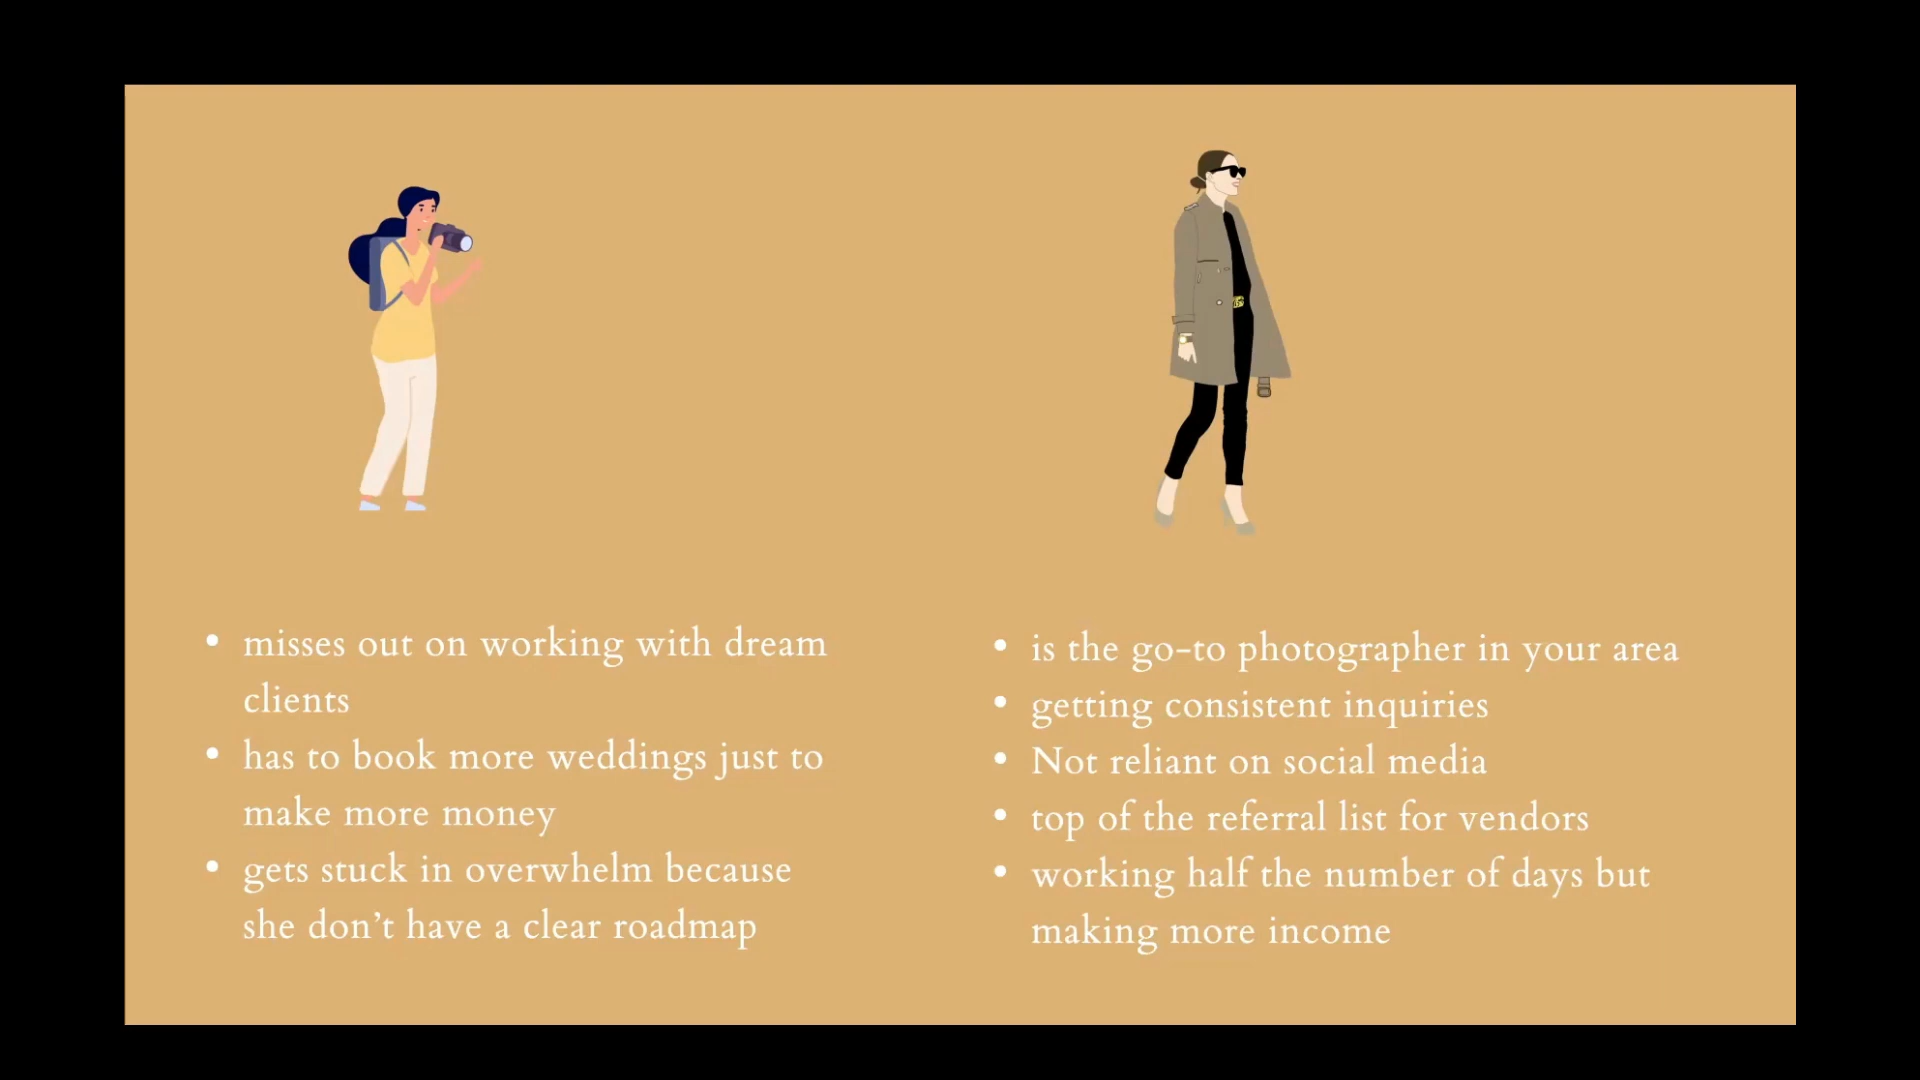 • misses out on working with dream
clients
• has to book more weddings just to
make more money
• gets stuck in overwhelm because
she don’t have a clear roadmap
• is the go-to photographer in your area
• getting consistent inquiries
• Not reliant on social media
• top of the referral list for vendors
• working half the number of days but
making more income